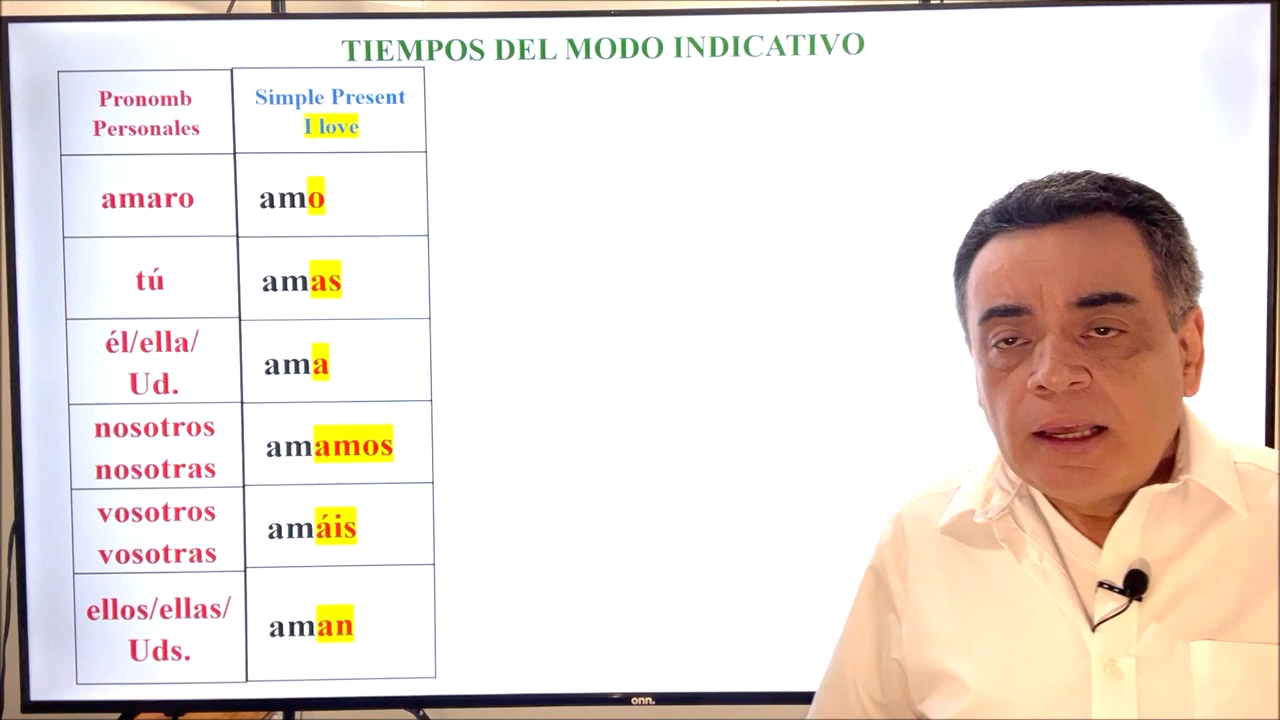 TIEMPOS DEL MODO INDICATIVO
Pronomb
Personales
Simple Present
I love
amaro
amo
tú
amas
él/ella/
Ud.
ama
nosotros
nosotras
amamos
vosotros
vosotras
amáis
ellos/ellas/
Uds.
aman
onn.